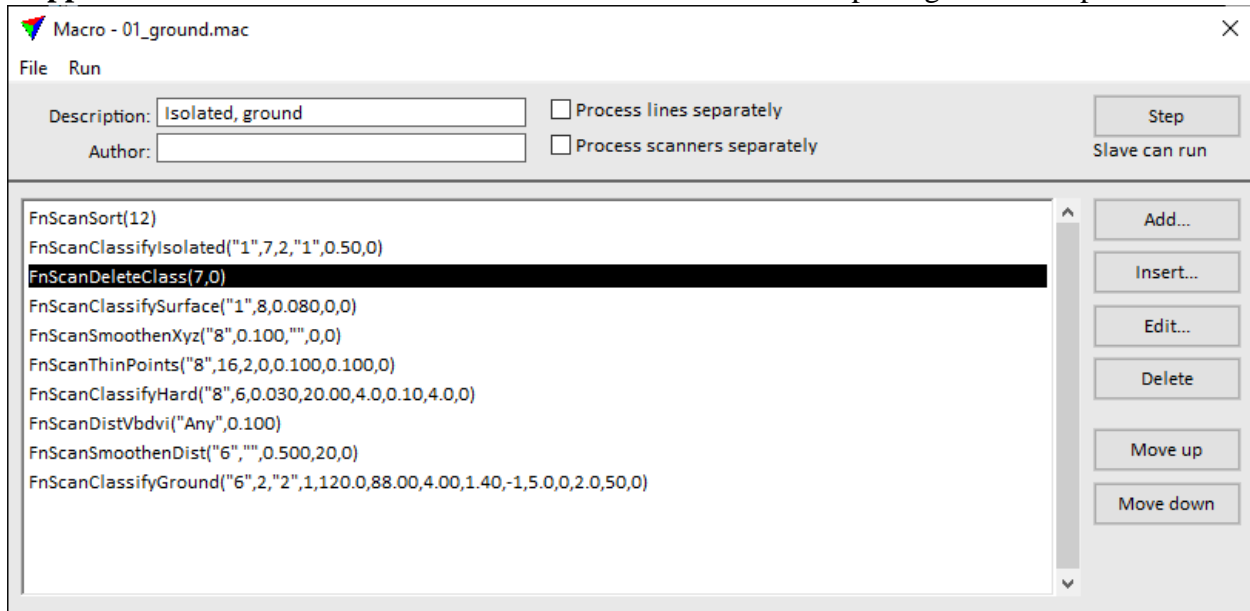 Macro - 01_ground.mac
File Run
Description: Isolated, ground
Process lines separately
Step
Author:
Process scanners separately
Slave can run
FnScanSort(12)
Add...
FnScanClassifyIsolated("1",7,2,"1",0.50,0)
FnScanDeleteClass(7,0)
Insert...
FnScanClassifySurface("1",8,0.080,0,0)
FnScanSmoothenXyz("8",0.100,"",0,0)
Edit...
FnScanThinPoints("8",16,2,0,0.100,0.100,0)
FnScanClassifyHard("8",6,0.030,20.00,4.0,0.10,4.0,0)
Delete
FnScanDistVbdvi("Any",0.100)
FnScanSmoothenDist("6","",0.500,20,0)
Move up
FnScanClassifyGround("6",2,"2",1,120.0,88.00,4.00,1.40,-1,5.0,0,2.0,50,0)
Move down